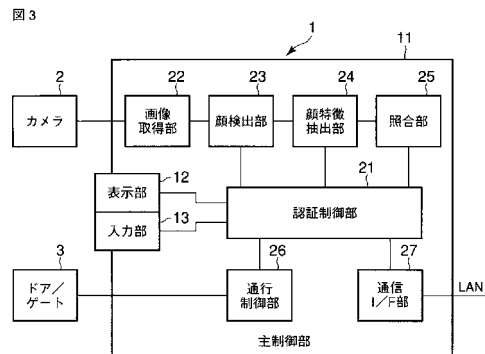 図3
1
11
2
22
23
24
25
カメラ
画像
取得部
顔検出部
顔特徴
抽出部
照合部
12
21
表示部
認証制御部
13
入力部
3
26
27
ドア／
ゲート
通行
制御部
通信
I／F部
LAN
主制御部